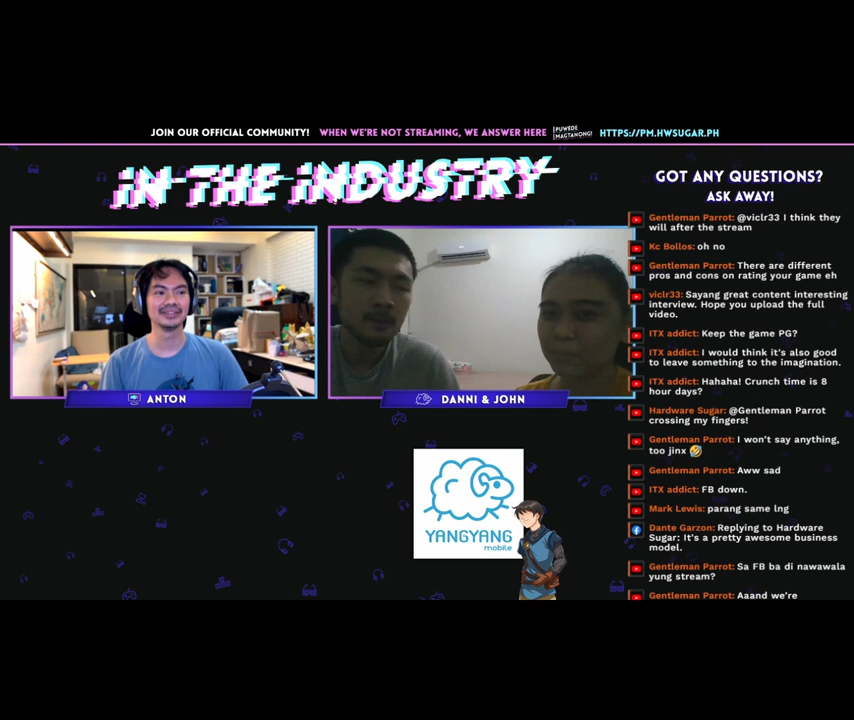 JOIN OUR OFFICIAL COMMUNITY! WHEN WE'RE NOT STREAMING, WE ANSWER HERE PUWEDE MAGTANONG! HTTPS://PM.HWSUGAR.PH
IN THE INDUSTRY
ANTON
DANNI & JOHN
YANGYANG
mobile
GOT ANY QUESTIONS?
ASK AWAY!
Gentleman Parrot: @viclr33 I think they
will after the stream
Kc Bollos: oh no
Gentleman Parrot: There are different
pros and cons on rating your game eh
viclr33: Sayang great content interesting
interview. Hope you upload the full
video.
ITX addict: Keep the game PG?
ITX addict: I would think it's also good
to leave something to the imagination.
ITX addict: Hahaha! Crunch time is 8
hour days?
Hardware Sugar: @Gentleman Parrot
crossing my fingers!
Gentleman Parrot: I won't say anything,
too jinx 🤣
Gentleman Parrot: Aww sad
ITX addict: FB down.
Mark Lewis: parang same lng
Dante Garzon: Replying to Hardware
Sugar: It's a pretty awesome business
model.
Gentleman Parrot: Sa FB ba di nawawala
yung stream?
Gentleman Parrot: Aaand we're